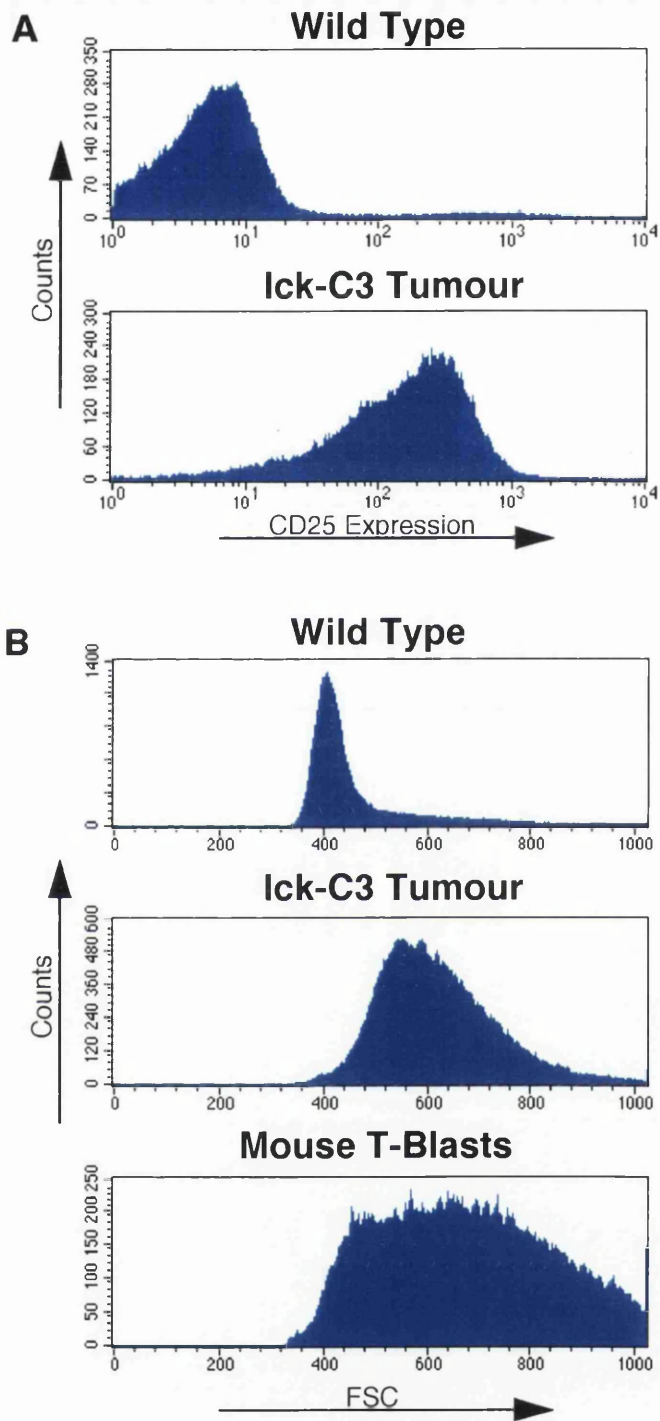 A
Wild Type
0 70 140 210 280 350
10^0 10^1 10^2 10^3 10^4
lck-C3 Tumour
0 60 120 180 240 300
10^0 10^1 10^2 10^3 10^4
Counts
CD25 Expression
B
Wild Type
0 1400
0 200 400 600 800 1000
lck-C3 Tumour
0 120 240 360 480 600
0 200 400 600 800 1000
Counts
Mouse T-Blasts
0 50 100 150 200 250
0 200 400 600 800 1000
FSC